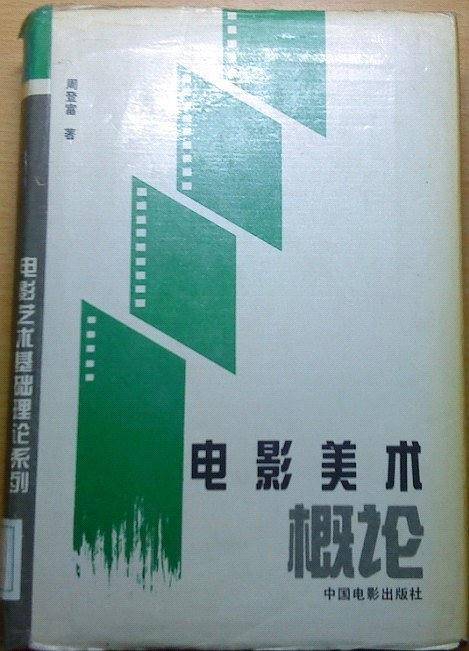 周登富 著
电影艺术基础理论系列
电影美术
概论
中国电影出版社